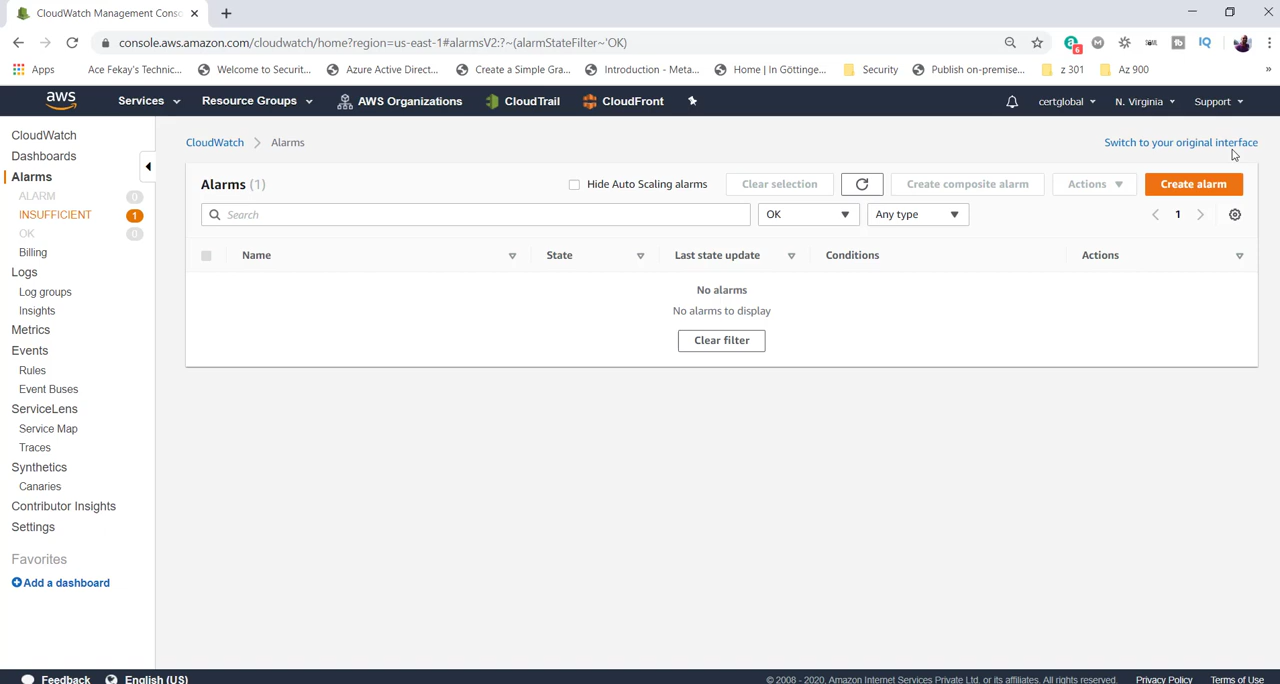 CloudWatch Management Conso
console.aws.amazon.com/cloudwatch/home?region=us-east-1#alarmsV2:?~(alarmStateFilter~'OK)
6
M
IQ
Apps
Ace Fekay's Technic...
Welcome to Securit...
Azure Active Direct...
Create a Simple Gra...
Introduction - Meta...
Home | In Göttinge...
Security
Publish on-premise...
z 301
Az 900
»
aws
Services
Resource Groups
AWS Organizations
CloudTrail
CloudFront
certglobal
N. Virginia
Support
CloudWatch
Dashboards
Alarms
ALARM 0
INSUFFICIENT 1
OK 0
Billing
Logs
Log groups
Insights
Metrics
Events
Rules
Event Buses
ServiceLens
Service Map
Traces
Synthetics
Canaries
Contributor Insights
Settings
Favorites
Add a dashboard
CloudWatch > Alarms
Switch to your original interface
Alarms (1)
Hide Auto Scaling alarms
Clear selection
Create composite alarm
Actions
Create alarm
Search
OK
Any type
1
Name
State
Last state update
Conditions
Actions
No alarms
No alarms to display
Clear filter
Feedback
English (US)
© 2008 - 2020, Amazon Internet Services Private Ltd. or its affiliates. All rights reserved.
Privacy Policy
Terms of Use